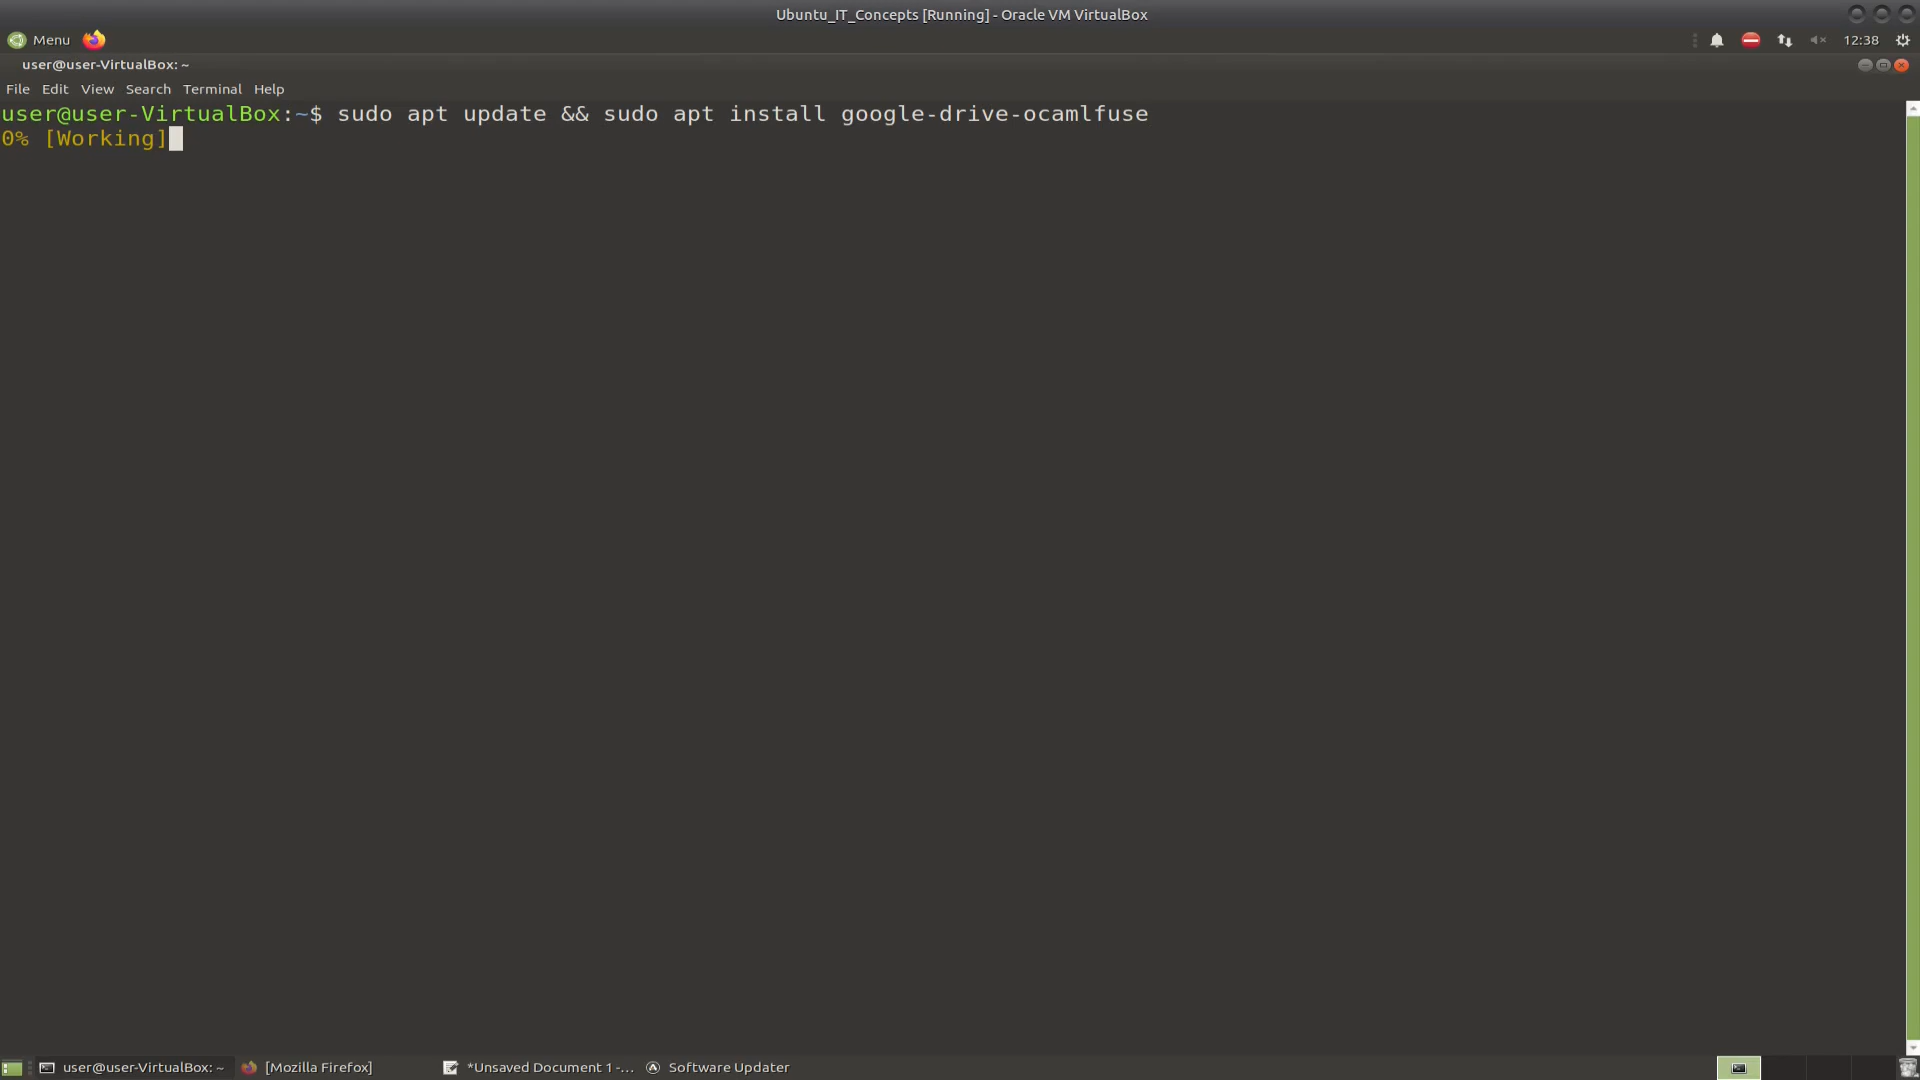 Ubuntu_IT_Concepts [Running] - Oracle VM VirtualBox
Menu 12:38
user@user-VirtualBox: ~
File Edit View Search Terminal Help
user@user-VirtualBox:~$ sudo apt update && sudo apt install google-drive-ocamlfuse
0% [Working]
user@user-VirtualBox: ~ [Mozilla Firefox] *Unsaved Document 1 -... Software Updater